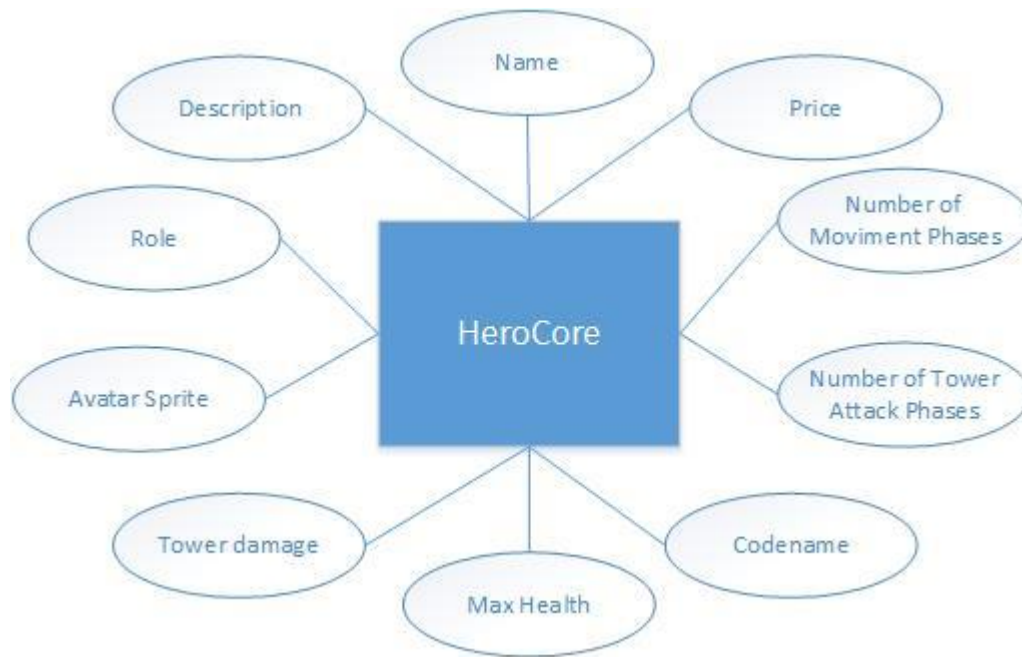 Name
Description
Price
Role
Number of
Moviment Phases
HeroCore
Avatar Sprite
Number of Tower
Attack Phases
Tower damage
Codename
Max Health